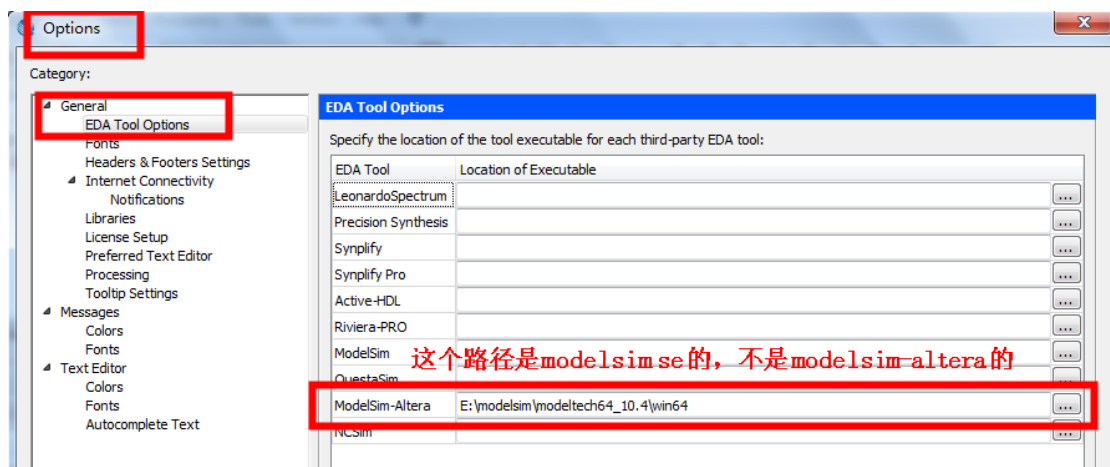 Options
Category:
General
EDA Tool Options
Fonts
Headers & Footers Settings
Internet Connectivity
Notifications
Libraries
License Setup
Preferred Text Editor
Processing
Tooltip Settings
Messages
Colors
Fonts
Text Editor
Colors
Fonts
Autocomplete Text
EDA Tool Options
Specify the location of the tool executable for each third-party EDA tool:
EDA Tool Location of Executable
LeonardoSpectrum ...
Precision Synthesis ...
Synplify ...
Synplify Pro ...
Active-HDL ...
Riviera-PRO ...
ModelSim ...
这个路径是modelsim se的，不是modelsim-altera的
QuestaSim
ModelSim-Altera E:\modelsim\modeltech64_10.4\win64 ...
NCSim ...